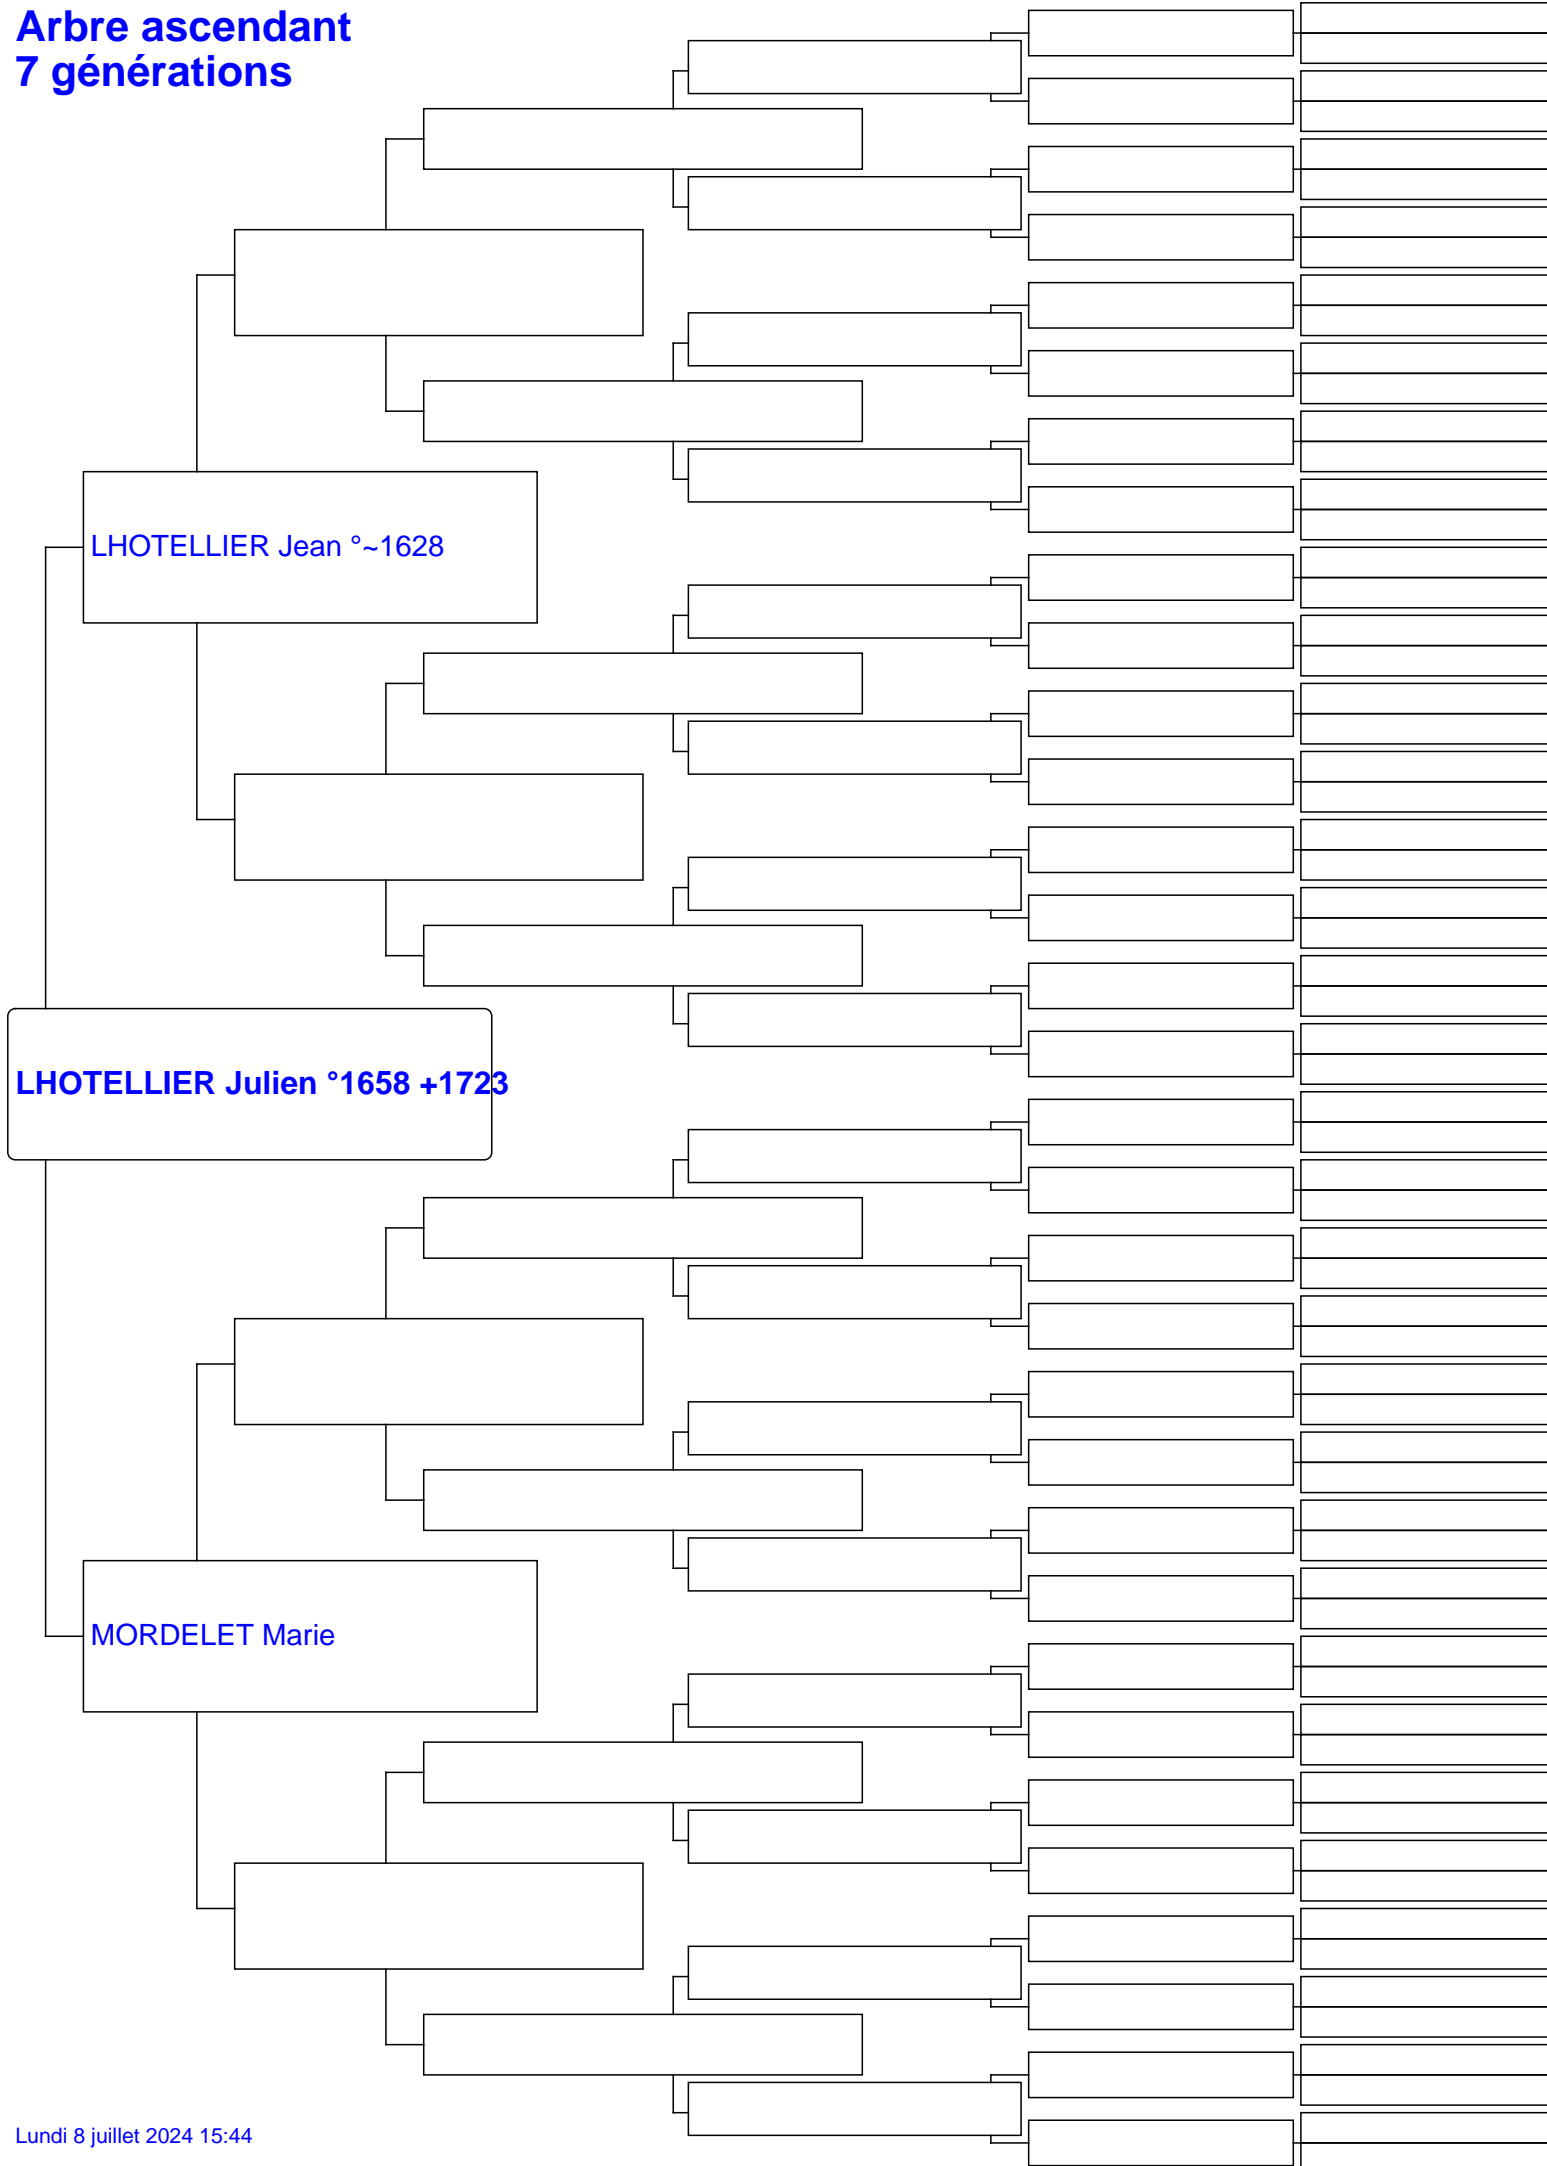 Arbre ascendant
7 générations
LHOTELLIER Jean °~1628
LHOTELLIER Julien °1658 +1723
MORDELET Marie
Lundi 8 juillet 2024 15:44